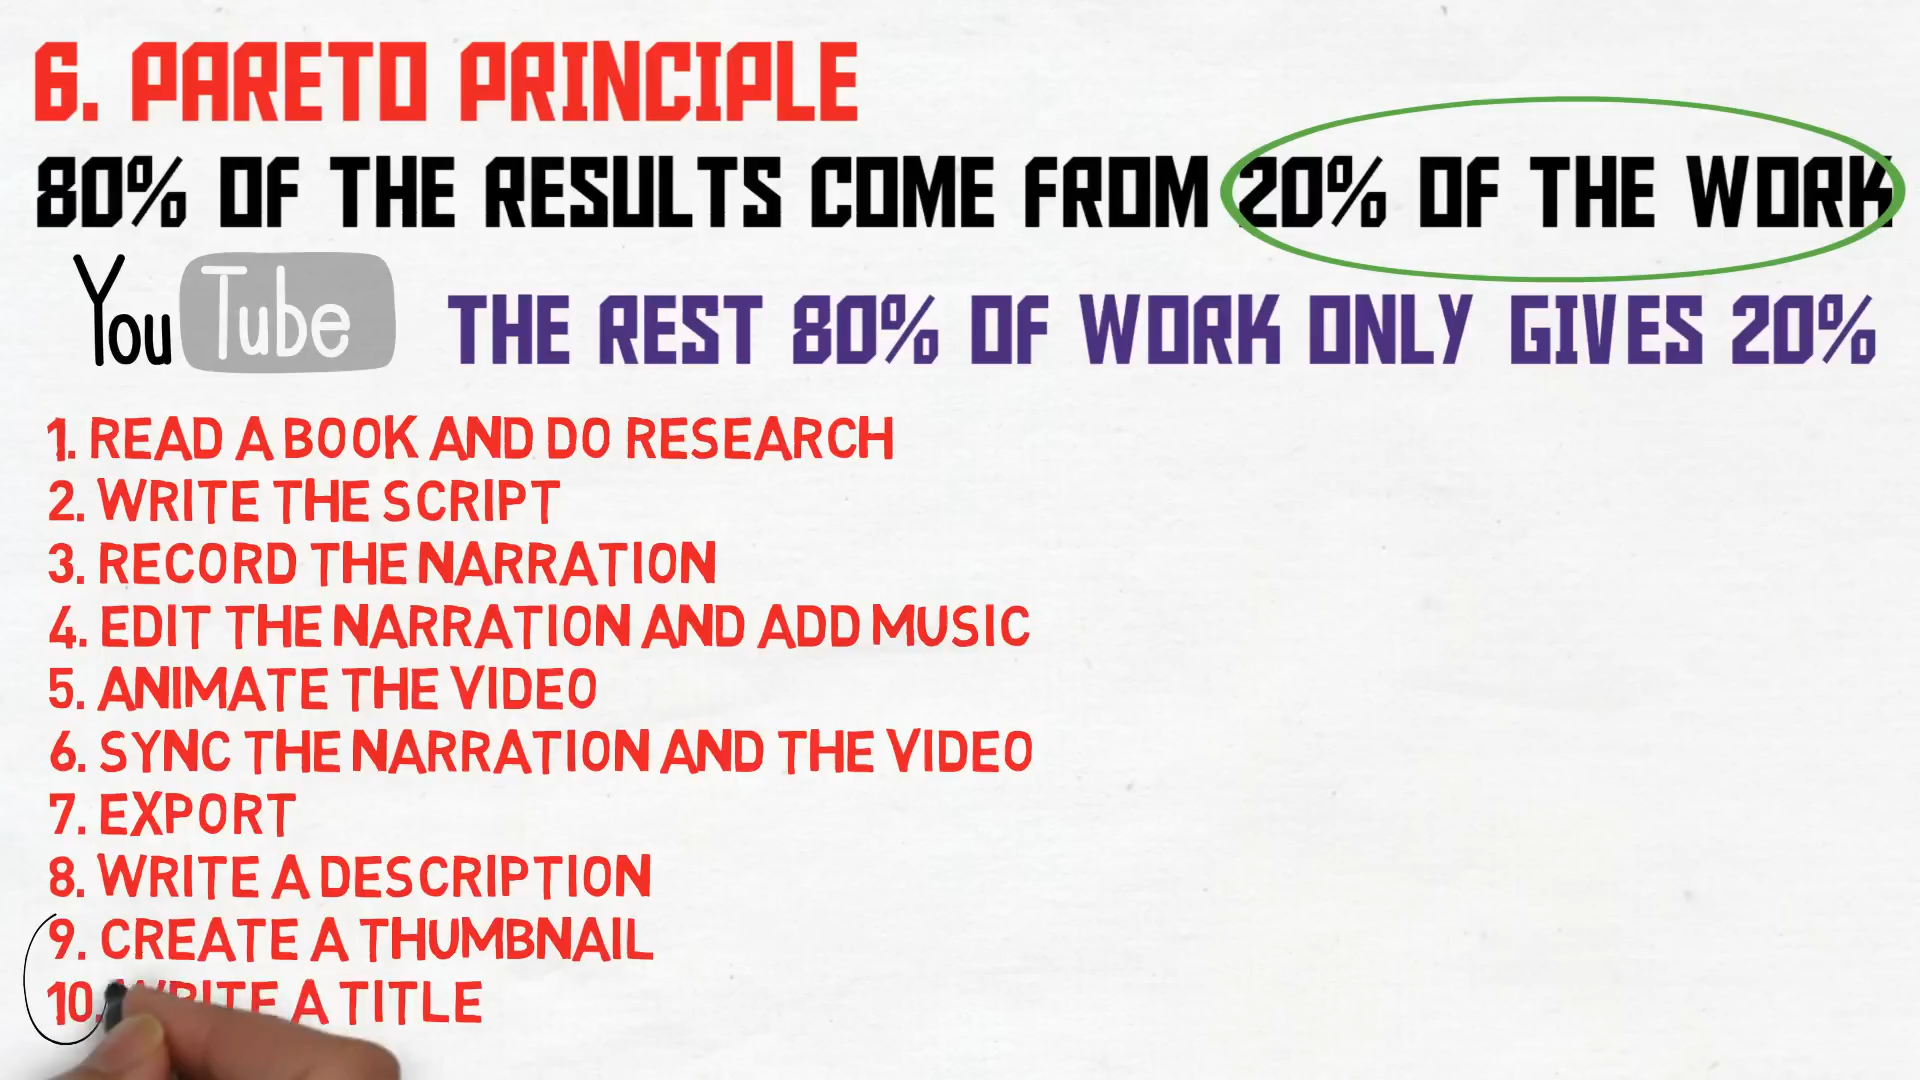 6. PARETO PRINCIPLE
80% OF THE RESULTS COME FROM 20% OF THE WORK
YouTube
THE REST 80% OF WORK ONLY GIVES 20%
1. READ A BOOK AND DO RESEARCH
2. WRITE THE SCRIPT
3. RECORD THE NARRATION
4. EDIT THE NARRATION AND ADD MUSIC
5. ANIMATE THE VIDEO
6. SYNC THE NARRATION AND THE VIDEO
7. EXPORT
8. WRITE A DESCRIPTION
9. CREATE A THUMBNAIL
10. WRITE A TITLE